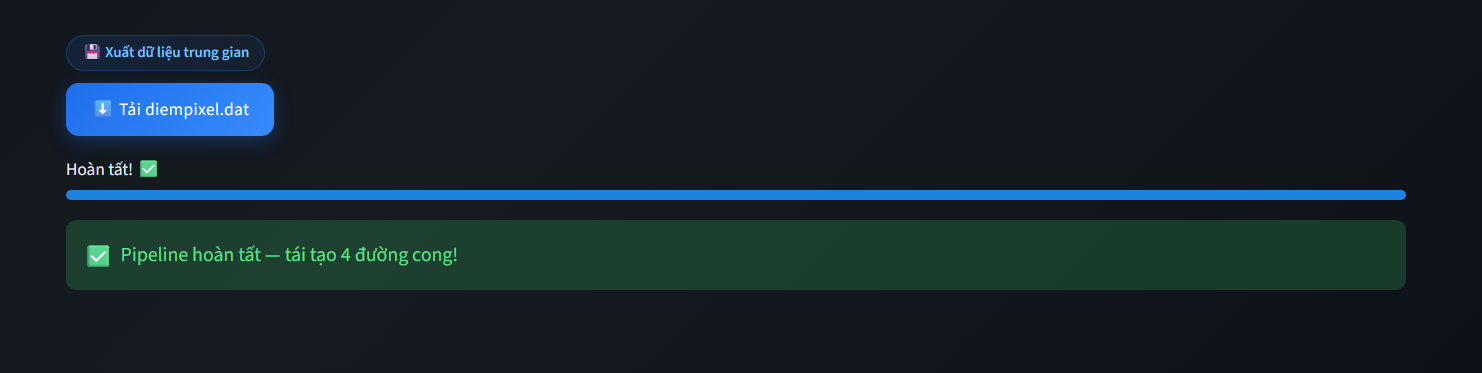 💾 Xuất dữ liệu trung gian
⬇️ Tải diempixel.dat
Hoàn tất! ✅
✅ Pipeline hoàn tất — tái tạo 4 đường cong!